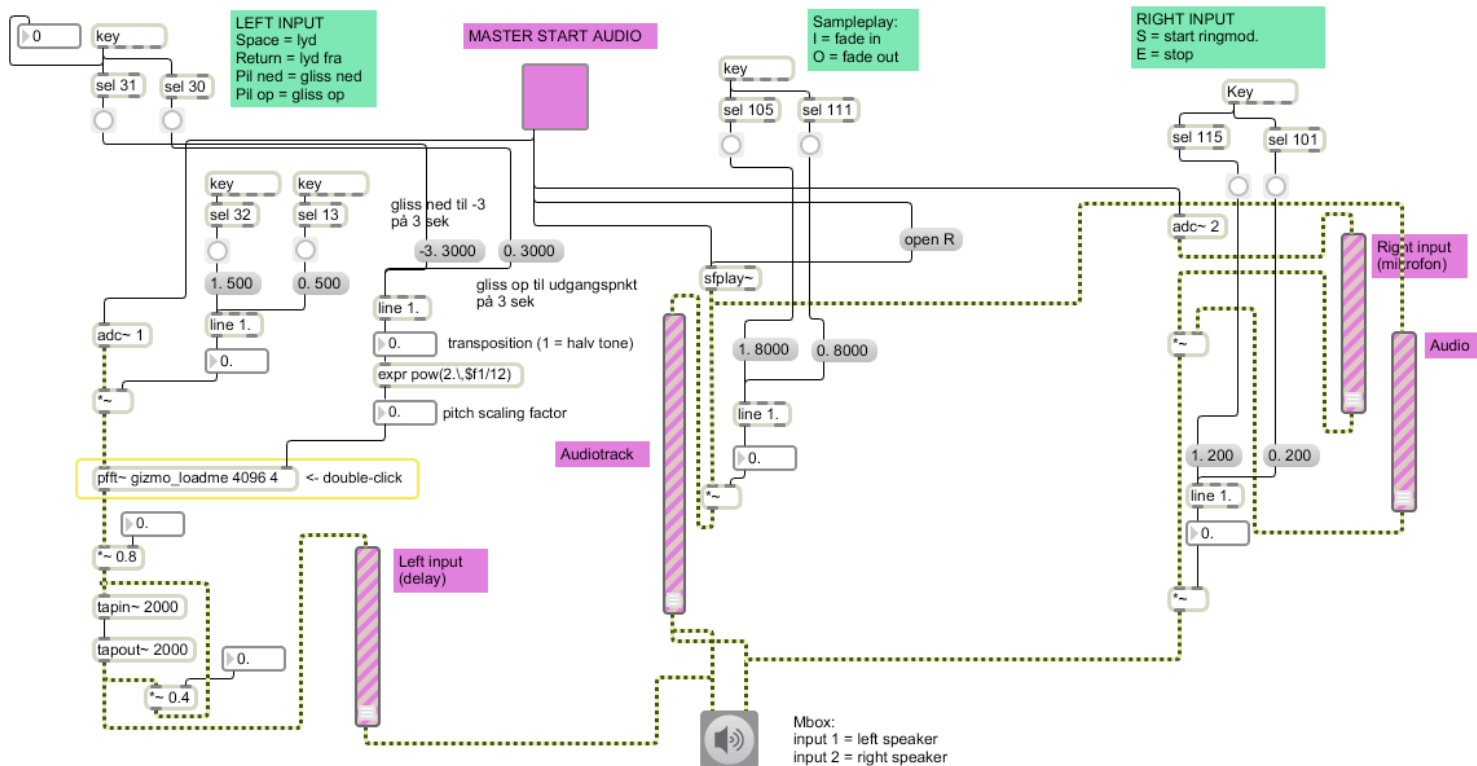 0
key
LEFT INPUT
Space = lyd
Return = lyd fra
Pil ned = gliss ned
Pil op = gliss op
sel 31
sel 30
MASTER START AUDIO
Sampleplay:
I = fade in
O = fade out
key
sel 105
sel 111
RIGHT INPUT
S = start ringmod.
E = stop
Key
sel 115
sel 101
key
key
sel 32
sel 13
1. 500
0. 500
line 1.
0.
adc~ 1
*~
gliss ned til -3
på 3 sek
-3. 3000
0. 3000
gliss op til udgangspnkt
på 3 sek
line 1.
0.
transposition (1 = halv tone)
expr pow(2.\,$f1/12)
0.
pitch scaling factor
pfft~ gizmo_loadme 4096 4
<- double-click
0.
*~ 0.8
tapin~ 2000
tapout~ 2000
0.
*~ 0.4
Left input
(delay)
open R
sfplay~
1. 8000
0. 8000
line 1.
0.
*~
Audiotrack
adc~ 2
Right input
(mikrofon)
*~
Audio
1. 200
0. 200
line 1.
0.
*~
Mbox:
input 1 = left speaker
input 2 = right speaker